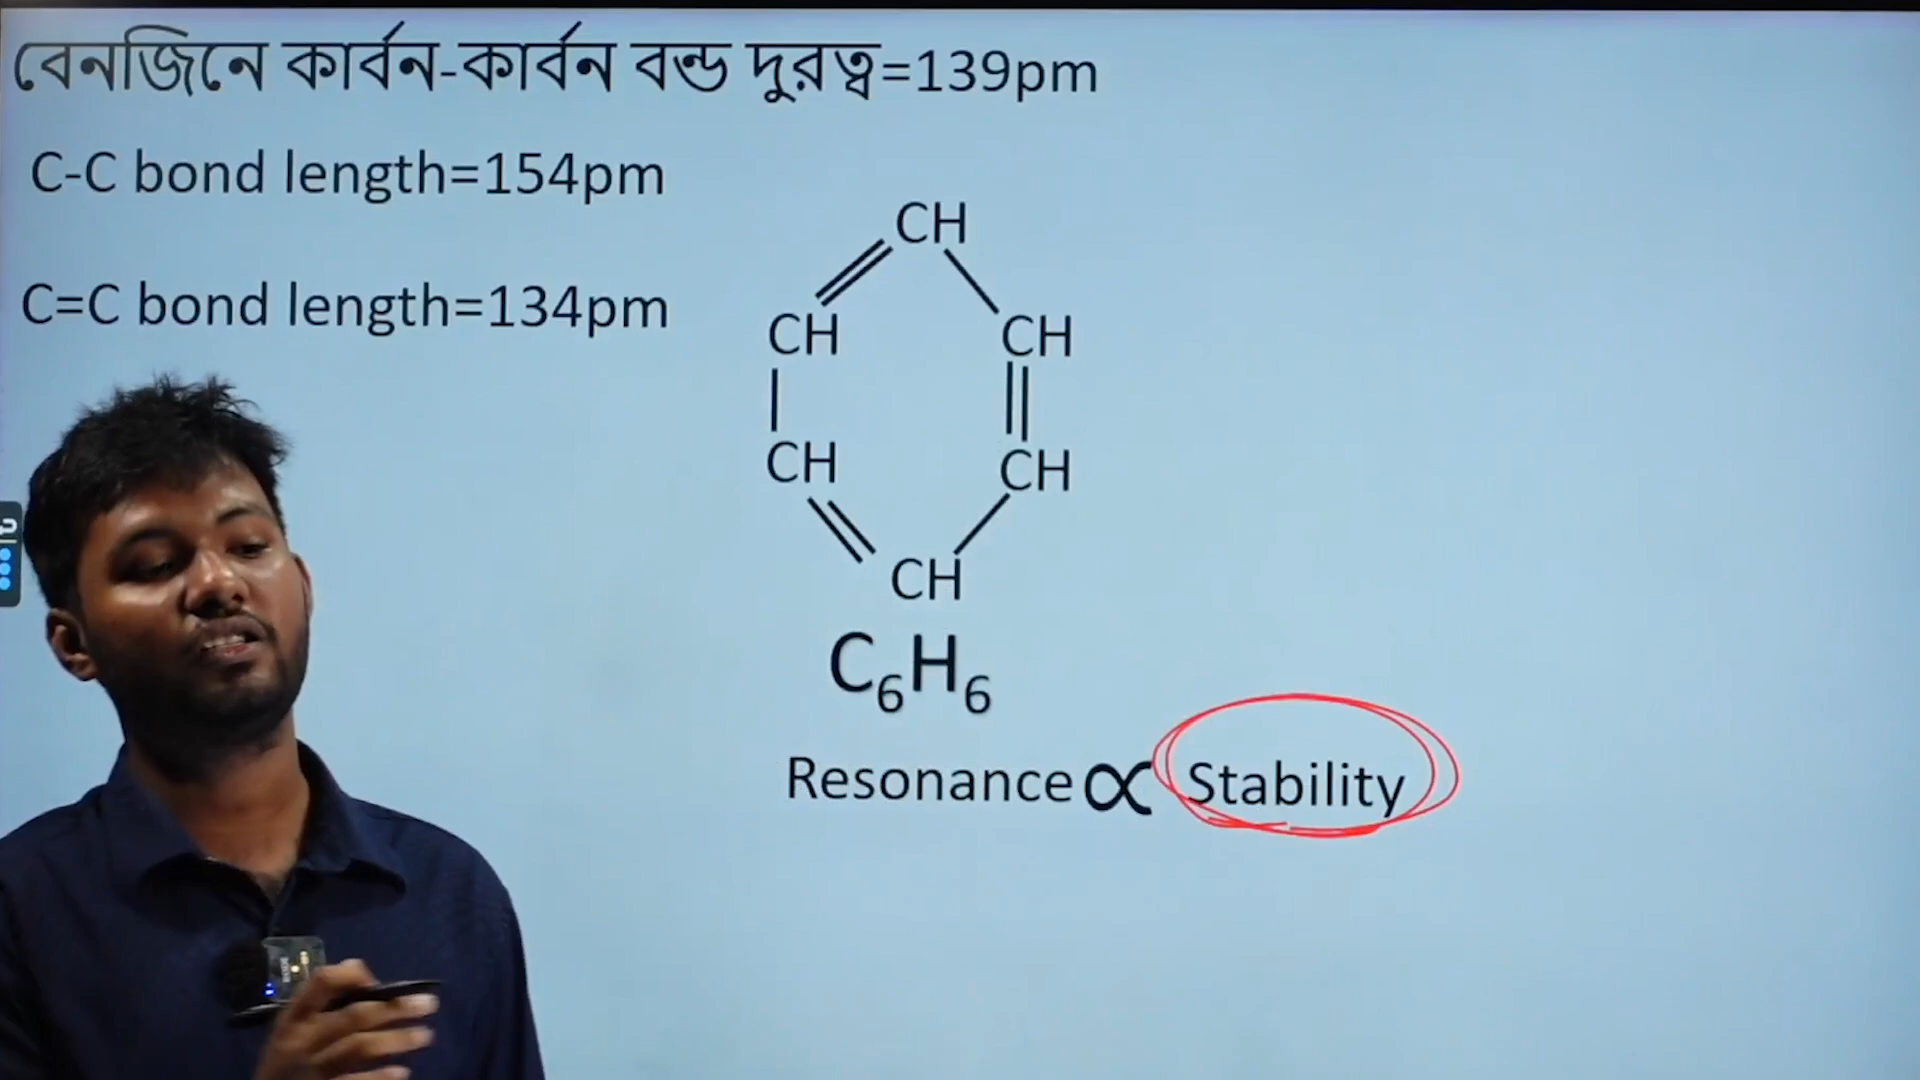 বেনজিনে কার্বন-কার্বন বন্ড দুরত্ব=139pm
C-C bond length=154pm
C=C bond length=134pm
CH
CH CH
CH CH
CH
C₆H₆
Resonance∝ Stability